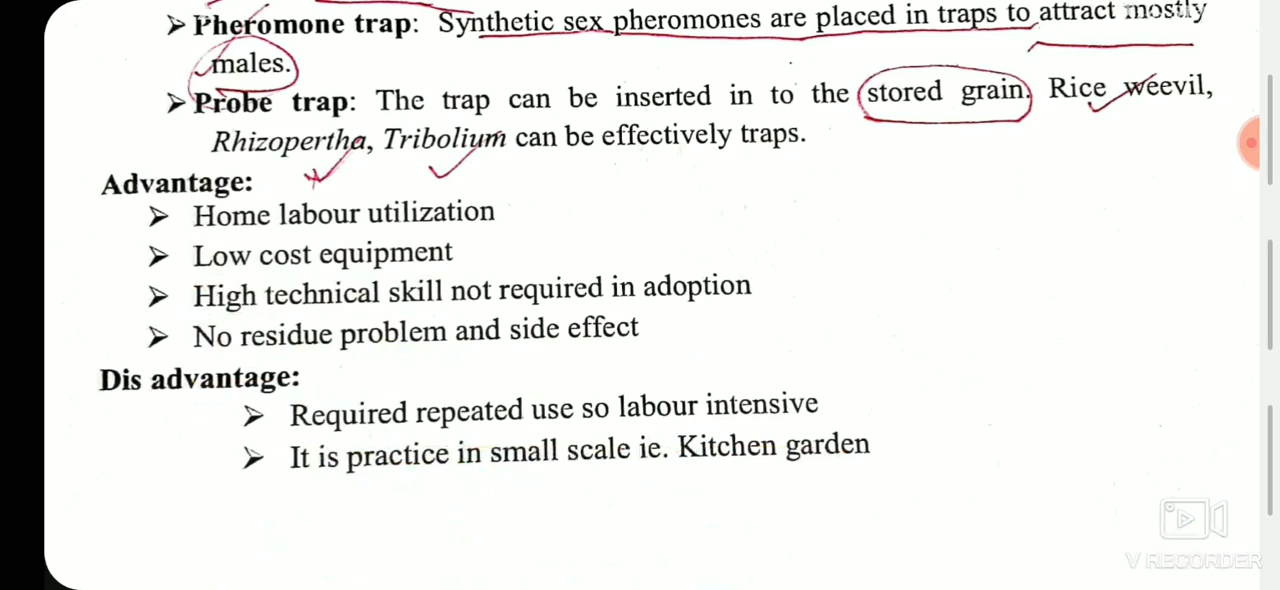 ➢ Pheromone trap: Synthetic sex pheromones are placed in traps to attract mostly
males.
➢ Probe trap: The trap can be inserted in to the stored grain. Rice weevil,
Rhizopertha, Tribolium can be effectively traps.
Advantage:
➢ Home labour utilization
➢ Low cost equipment
➢ High technical skill not required in adoption
➢ No residue problem and side effect
Dis advantage:
➢ Required repeated use so labour intensive
➢ It is practice in small scale ie. Kitchen garden
V RECORDER